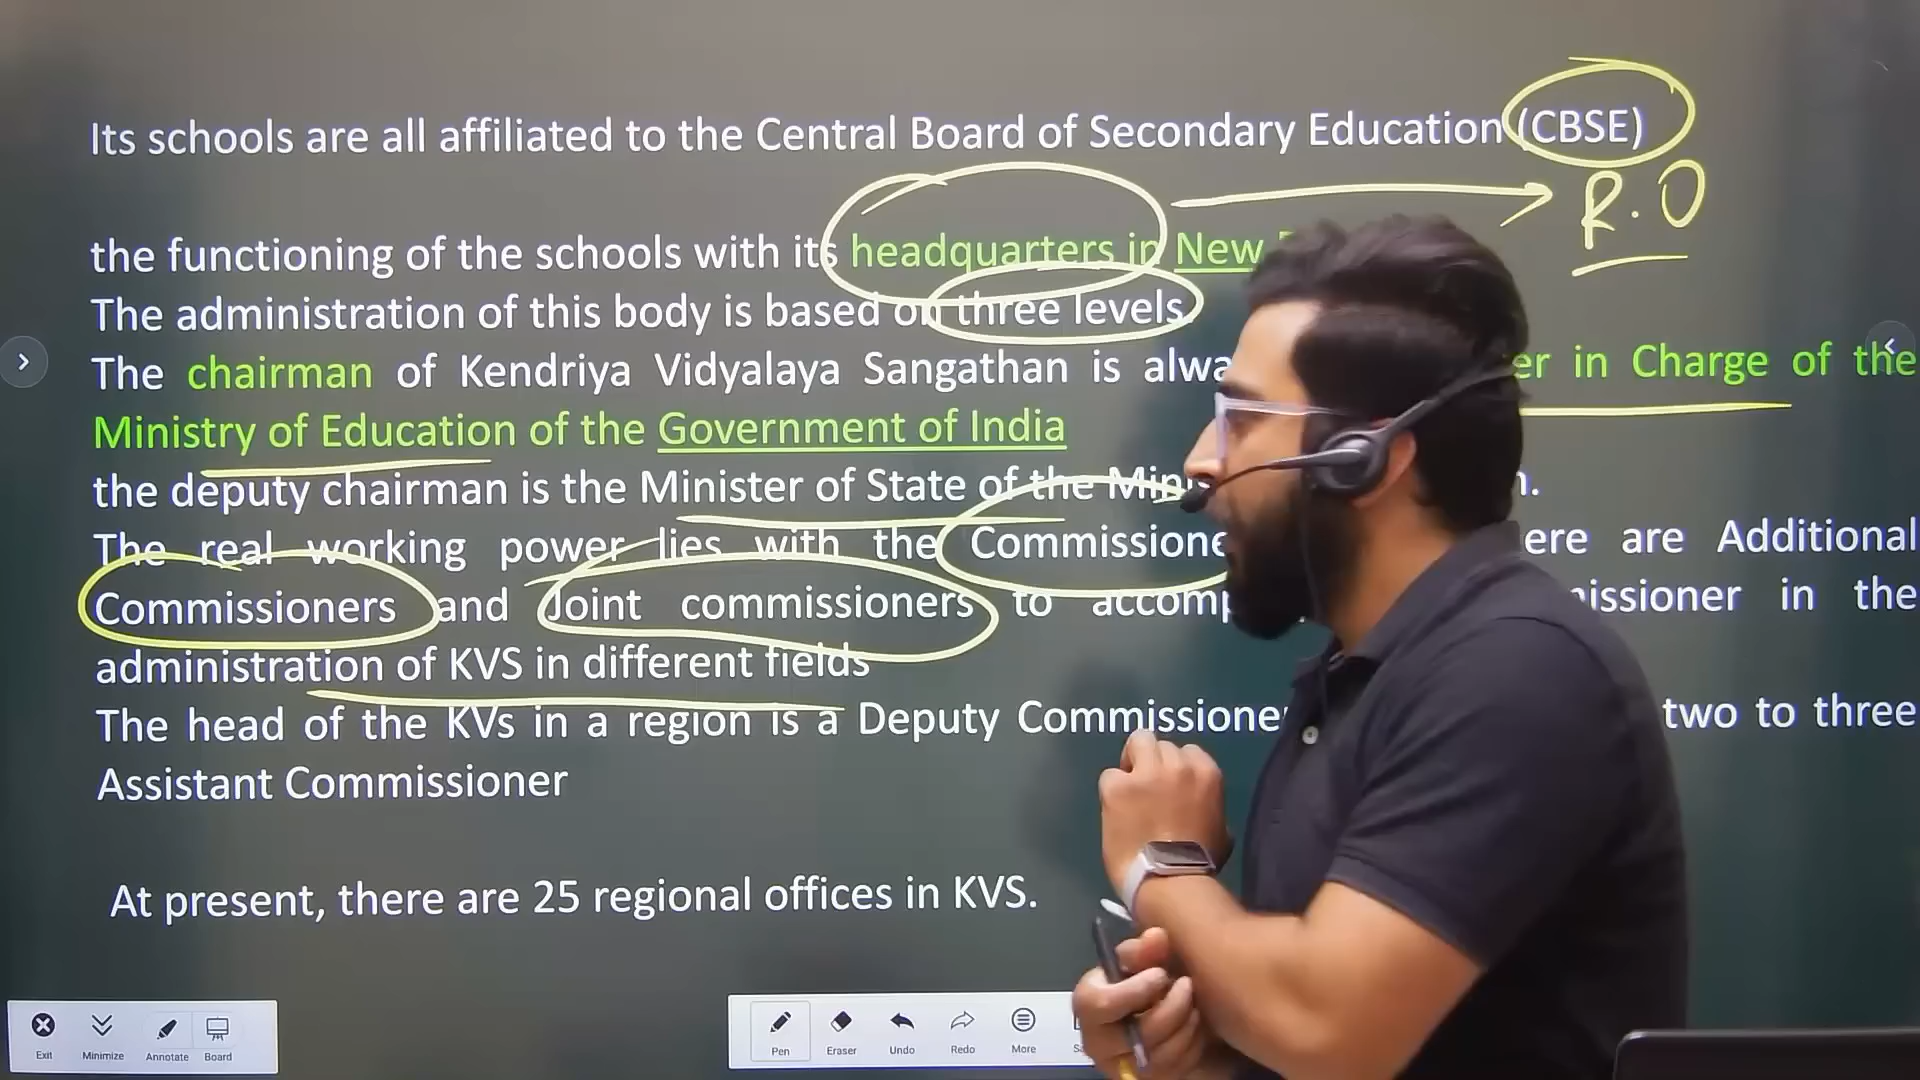 Its schools are all affiliated to the Central Board of Secondary Education (CBSE)
R.O
the functioning of the schools with its headquarters in New
The administration of this body is based on three levels.
The chairman of Kendriya Vidyalaya Sangathan is in Charge of the
Ministry of Education of the Government of India
the deputy chairman is the Minister of State of the
The real working power lies with the are Additional
Commissioners and Joint commissioners to in the
administration of KVS in different fields
The head of the KVs in a region is a Deputy Commissioner two to three
Assistant Commissioner
At present, there are 25 regional offices in KVS.
Exit Minimize Annotate Board Pen Eraser Undo Redo More